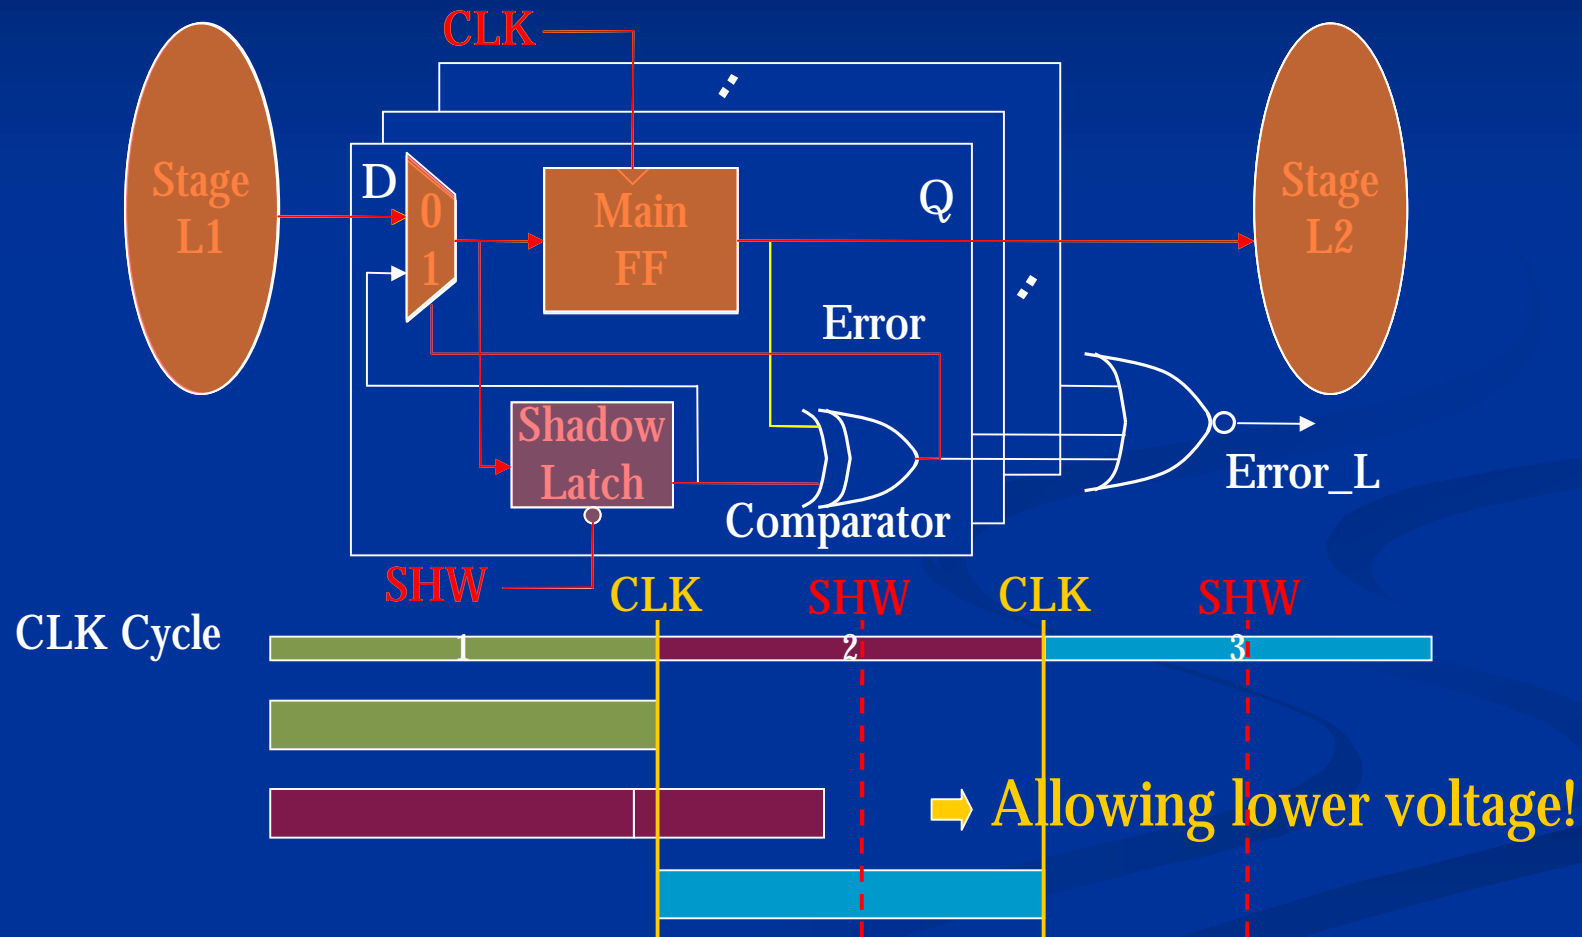 CLK
Stage
L1
D
0
1
Main
FF
Q
Stage
L2
Error
Shadow
Latch
Comparator
Error_L
SHW
CLK
SHW
CLK
SHW
CLK Cycle
1
2
3
Allowing lower voltage!